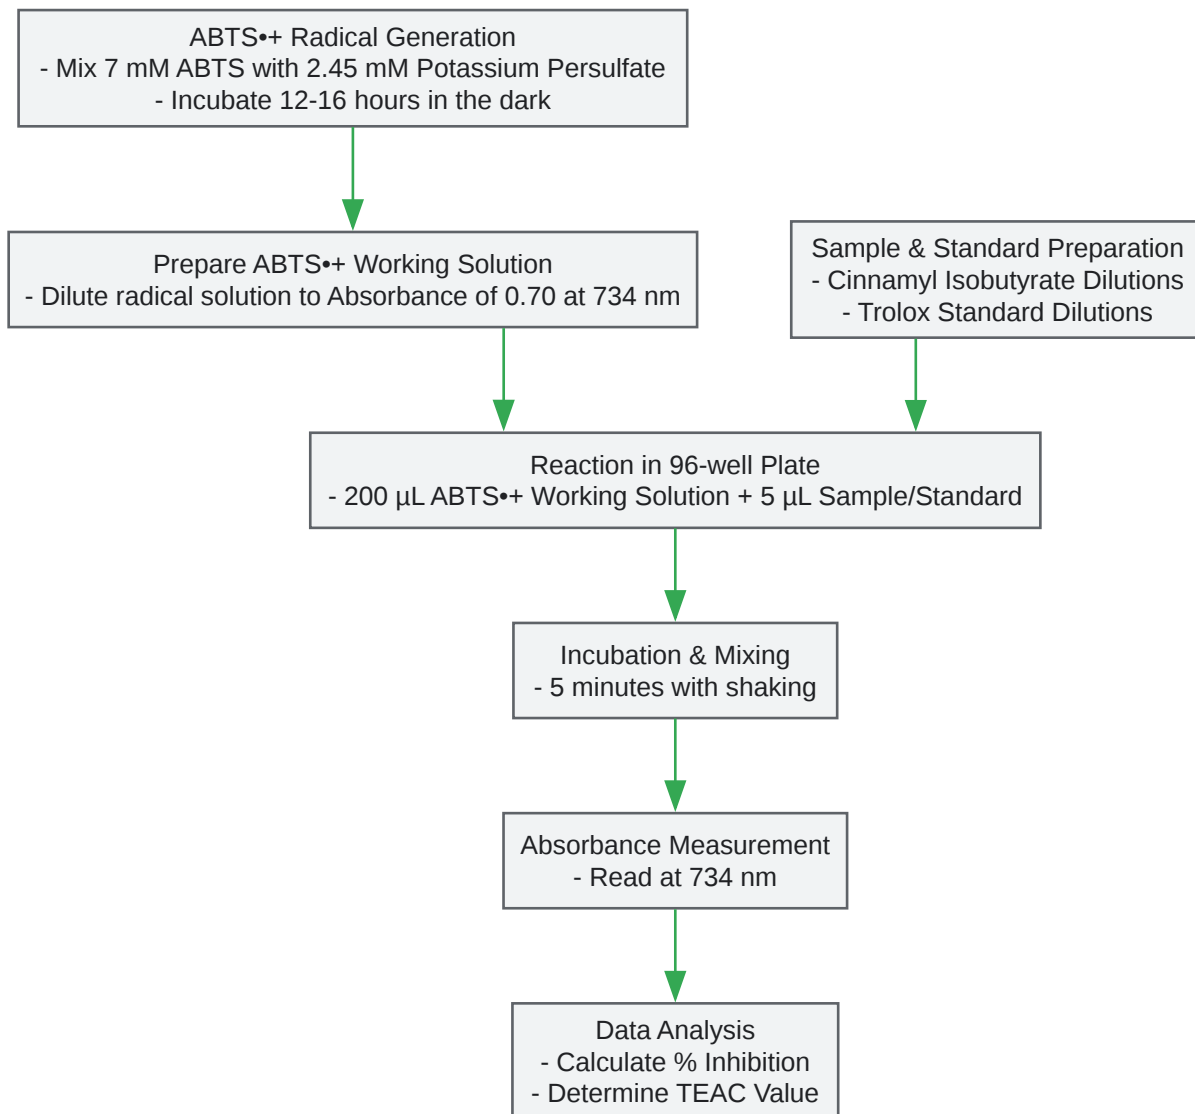 ABTS•+ Radical Generation
- Mix 7 mM ABTS with 2.45 mM Potassium Persulfate
- Incubate 12-16 hours in the dark
Prepare ABTS•+ Working Solution
- Dilute radical solution to Absorbance of 0.70 at 734 nm
Sample & Standard Preparation
- Cinnamyl Isobutyrate Dilutions
- Trolox Standard Dilutions
Reaction in 96-well Plate
- 200 µL ABTS•+ Working Solution + 5 µL Sample/Standard
Incubation & Mixing
- 5 minutes with shaking
Absorbance Measurement
- Read at 734 nm
Data Analysis
- Calculate % Inhibition
- Determine TEAC Value